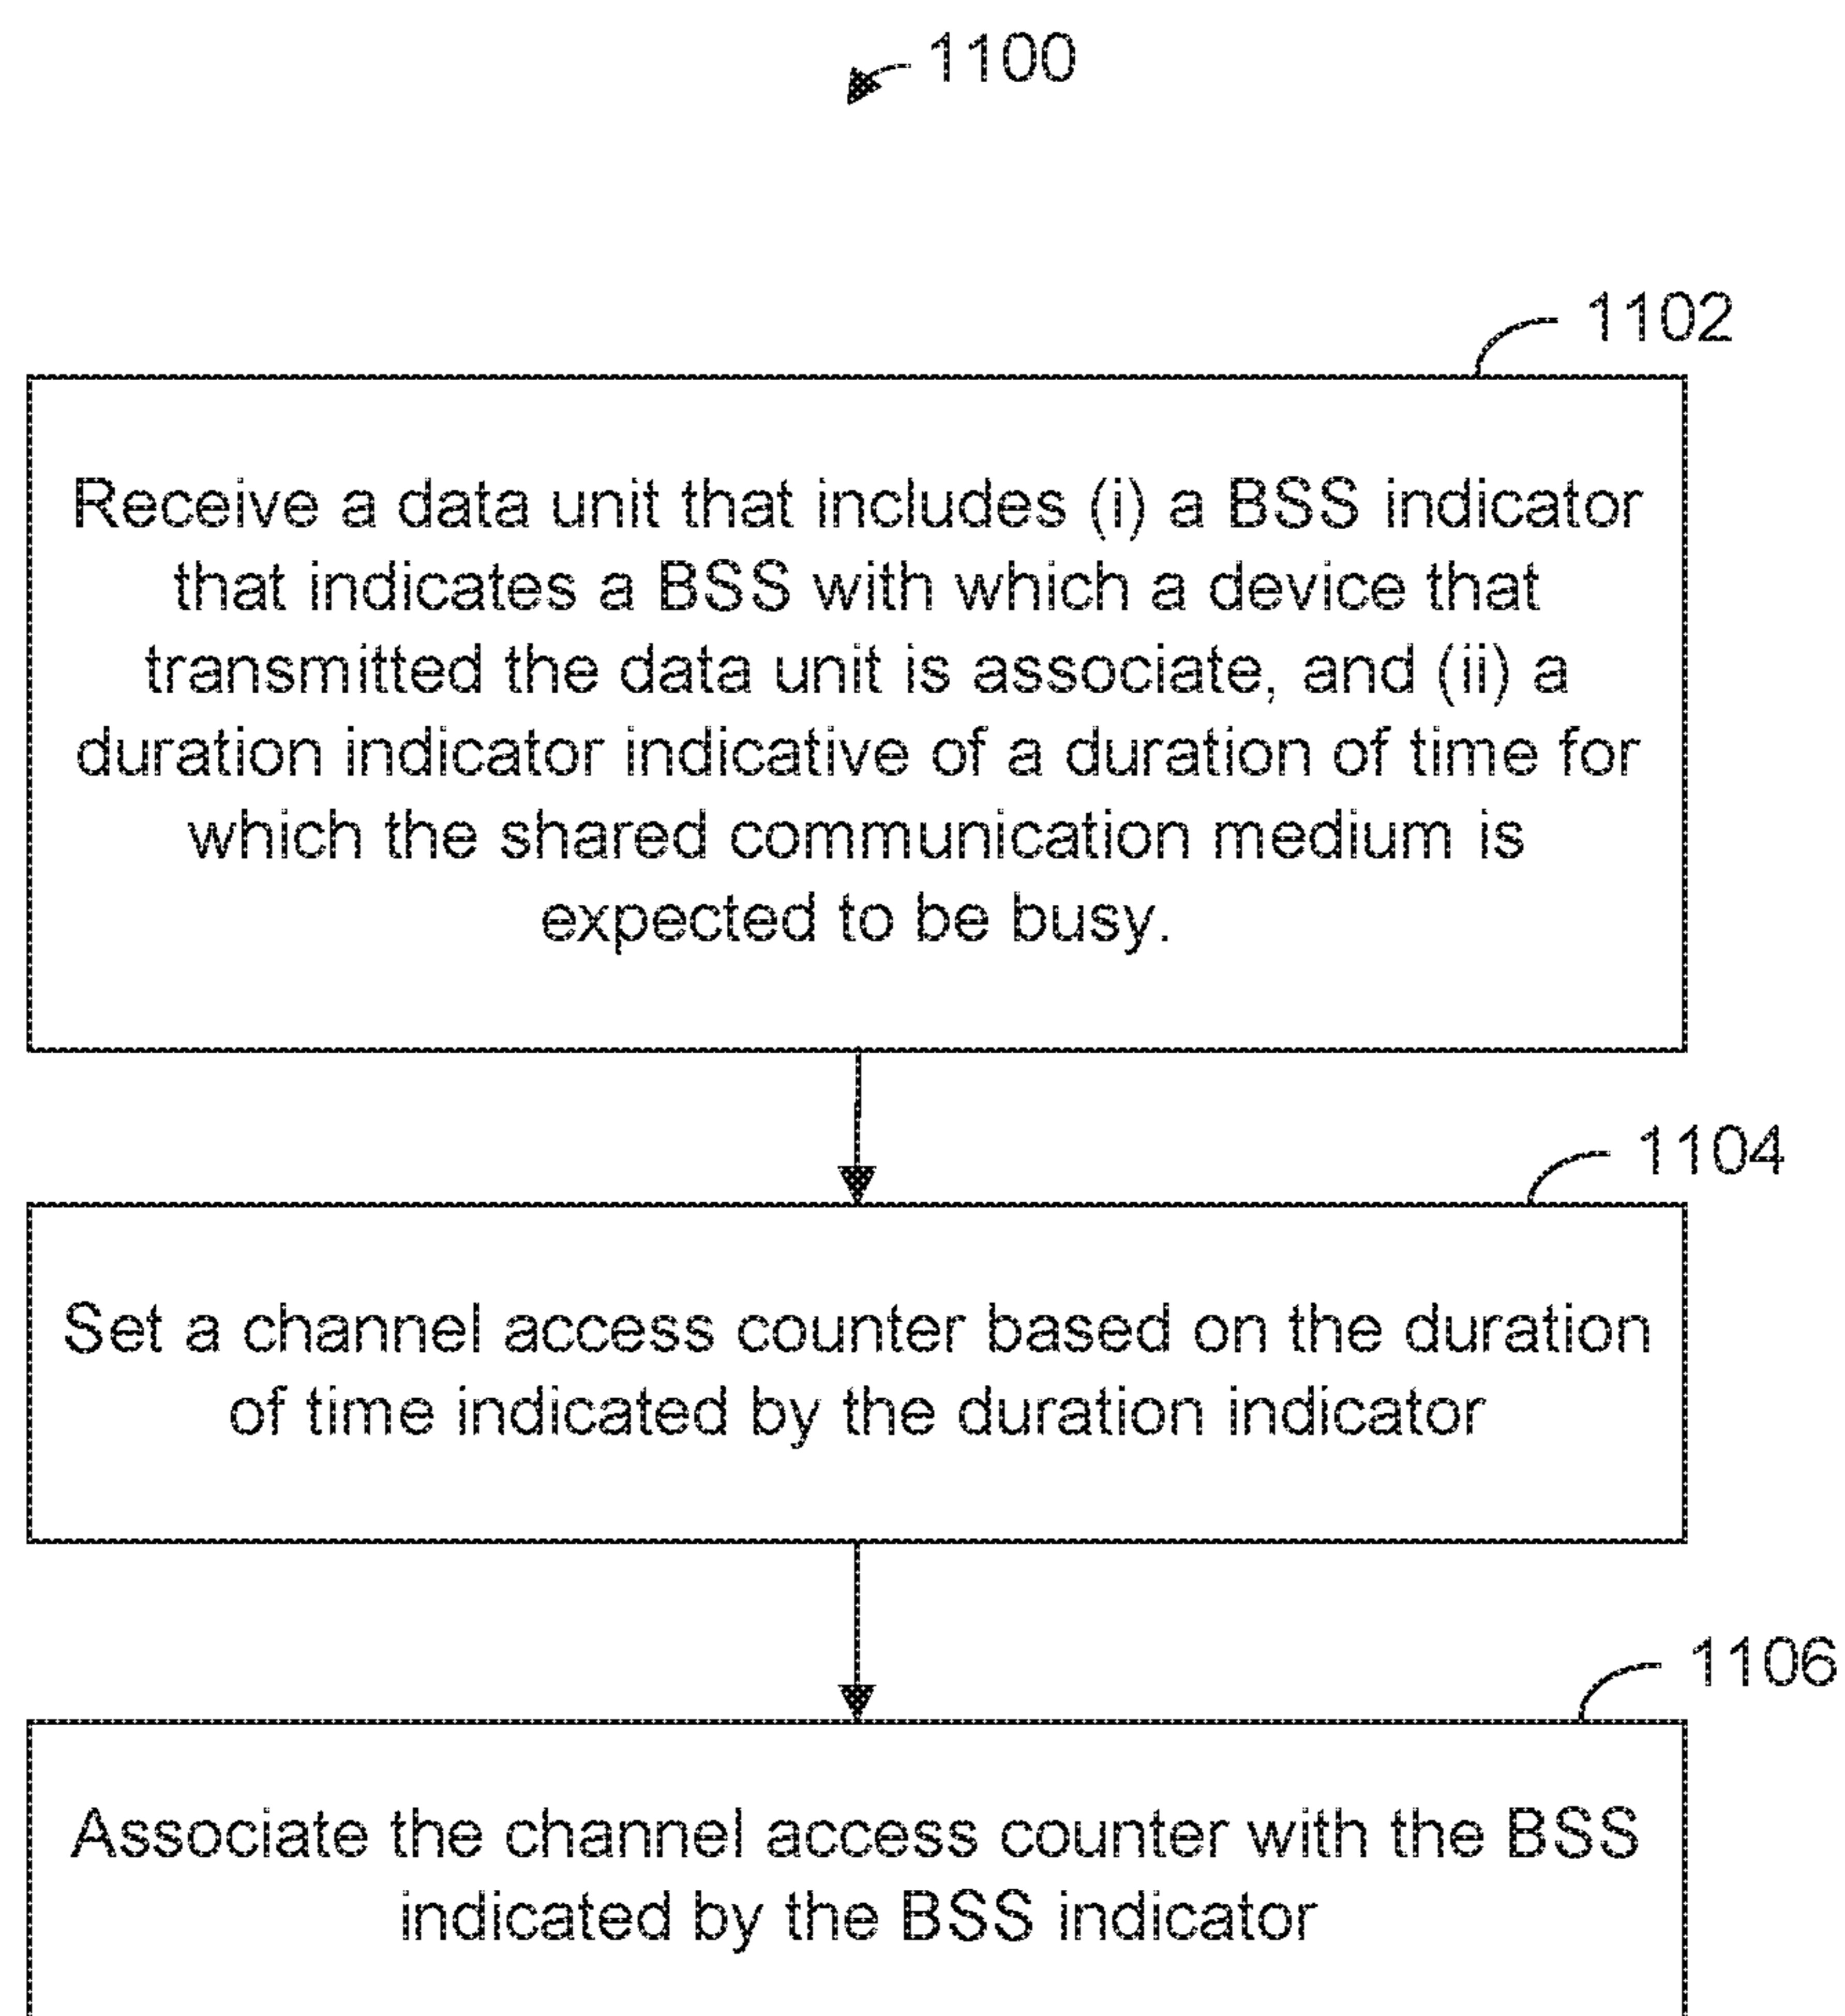 1100
1102
Receive a data unit that includes (i) a BSS indicator
that indicates a BSS with which a device that
transmitted the data unit is associate, and (ii) a
duration indicator indicative of a duration of time for
which the shared communication medium is
expected to be busy.
1104
Set a channel access counter based on the duration
of time indicated by the duration indicator
1106
Associate the channel access counter with the BSS
indicated by the BSS indicator